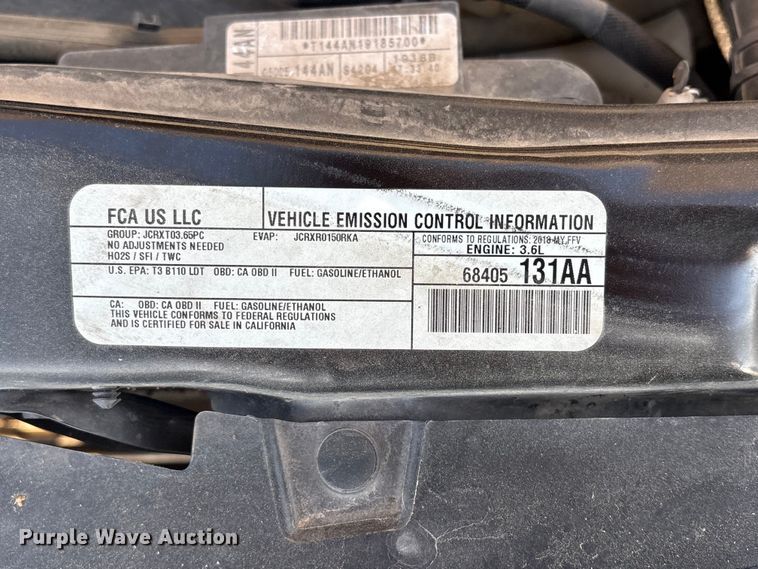 *T144AN19185700*
44AN
144AN
FCA US LLC
VEHICLE EMISSION CONTROL INFORMATION
GROUP: JCRXT03.65PC EVAP: JCRXR0150RKA
CONFORMS TO REGULATIONS: 2018 MY FFV
NO ADJUSTMENTS NEEDED
ENGINE: 3.6L
HO2S / SFI / TWC
68405 131AA
U.S. EPA: T3 B110 LDT OBD: CA OBD II FUEL: GASOLINE/ETHANOL
CA: OBD: CA OBD II FUEL: GASOLINE/ETHANOL
THIS VEHICLE CONFORMS TO FEDERAL REGULATIONS
AND IS CERTIFIED FOR SALE IN CALIFORNIA
Purple Wave Auction